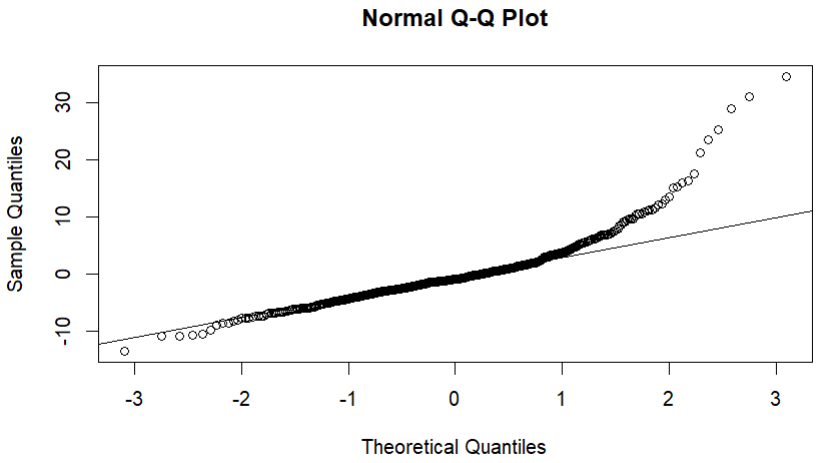 Normal Q-Q Plot
Sample Quantiles
30
20
10
0
-10
-3 -2 -1 0 1 2 3
Theoretical Quantiles